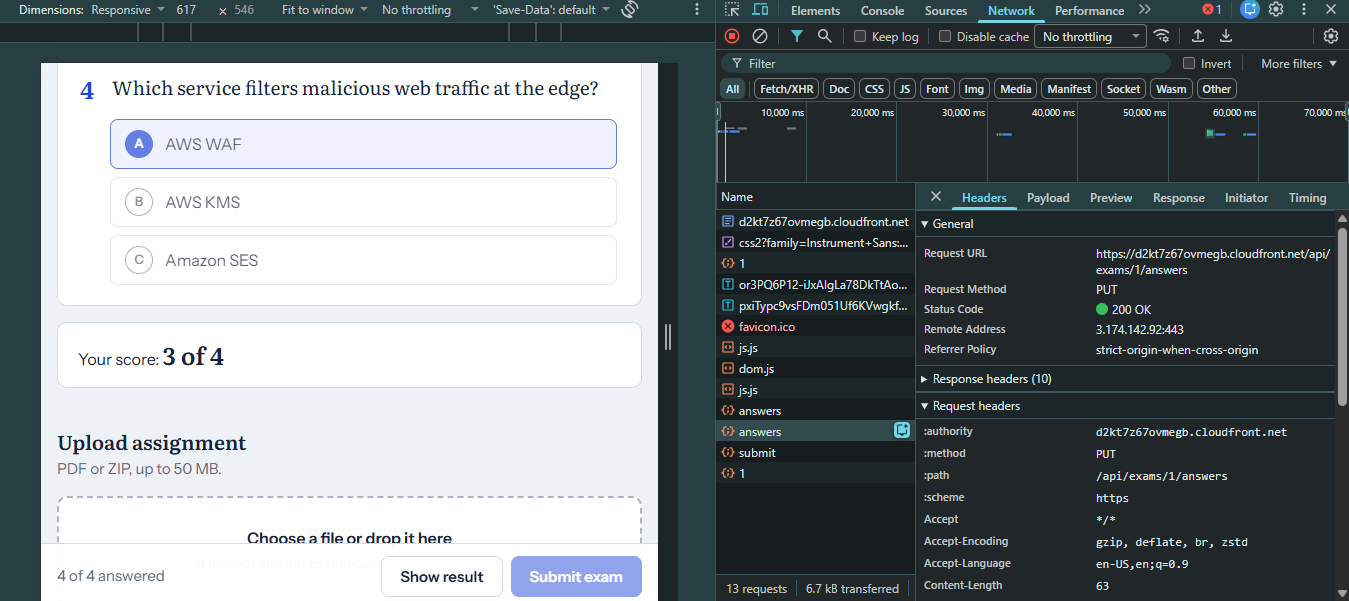 Dimensions: Responsive 617 × 546 Fit to window No throttling 'Save-Data': default
4 Which service filters malicious web traffic at the edge?
A AWS WAF
B AWS KMS
C Amazon SES
Your score: 3 of 4
Upload assignment
PDF or ZIP, up to 50 MB.
Choose a file or drop it here
4 of 4 answered Show result Submit exam
Elements Console Sources Network Performance 1
Keep log Disable cache No throttling
Filter Invert More filters
All Fetch/XHR Doc CSS JS Font Img Media Manifest Socket Wasm Other
10,000 ms 20,000 ms 30,000 ms 40,000 ms 50,000 ms 60,000 ms 70,000 ms
Name
d2kt7z67ovmegb.cloudfront.net
css2?family=Instrument+Sans:...
1
or3PQ6P12-iJxAIgLa78DkTtAo...
pxiTypc9vsFDm051Uf6KVwgkf...
favicon.ico
js.js
dom.js
js.js
answers
answers
submit
1
13 requests 6.7 kB transferred
Headers Payload Preview Response Initiator Timing
General
Request URL https://d2kt7z67ovmegb.cloudfront.net/api/
exams/1/answers
Request Method PUT
Status Code 200 OK
Remote Address 3.174.142.92:443
Referrer Policy strict-origin-when-cross-origin
Response headers (10)
Request headers
:authority d2kt7z67ovmegb.cloudfront.net
:method PUT
:path /api/exams/1/answers
:scheme https
Accept */*
Accept-Encoding gzip, deflate, br, zstd
Accept-Language en-US,en;q=0.9
Content-Length 63